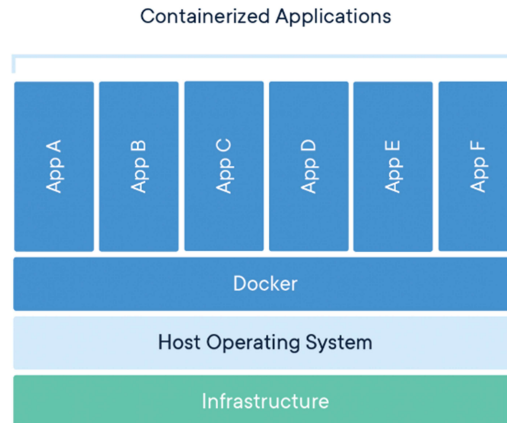 Containerized Applications
App A
App B
App C
App D
App E
App F
Docker
Host Operating System
Infrastructure